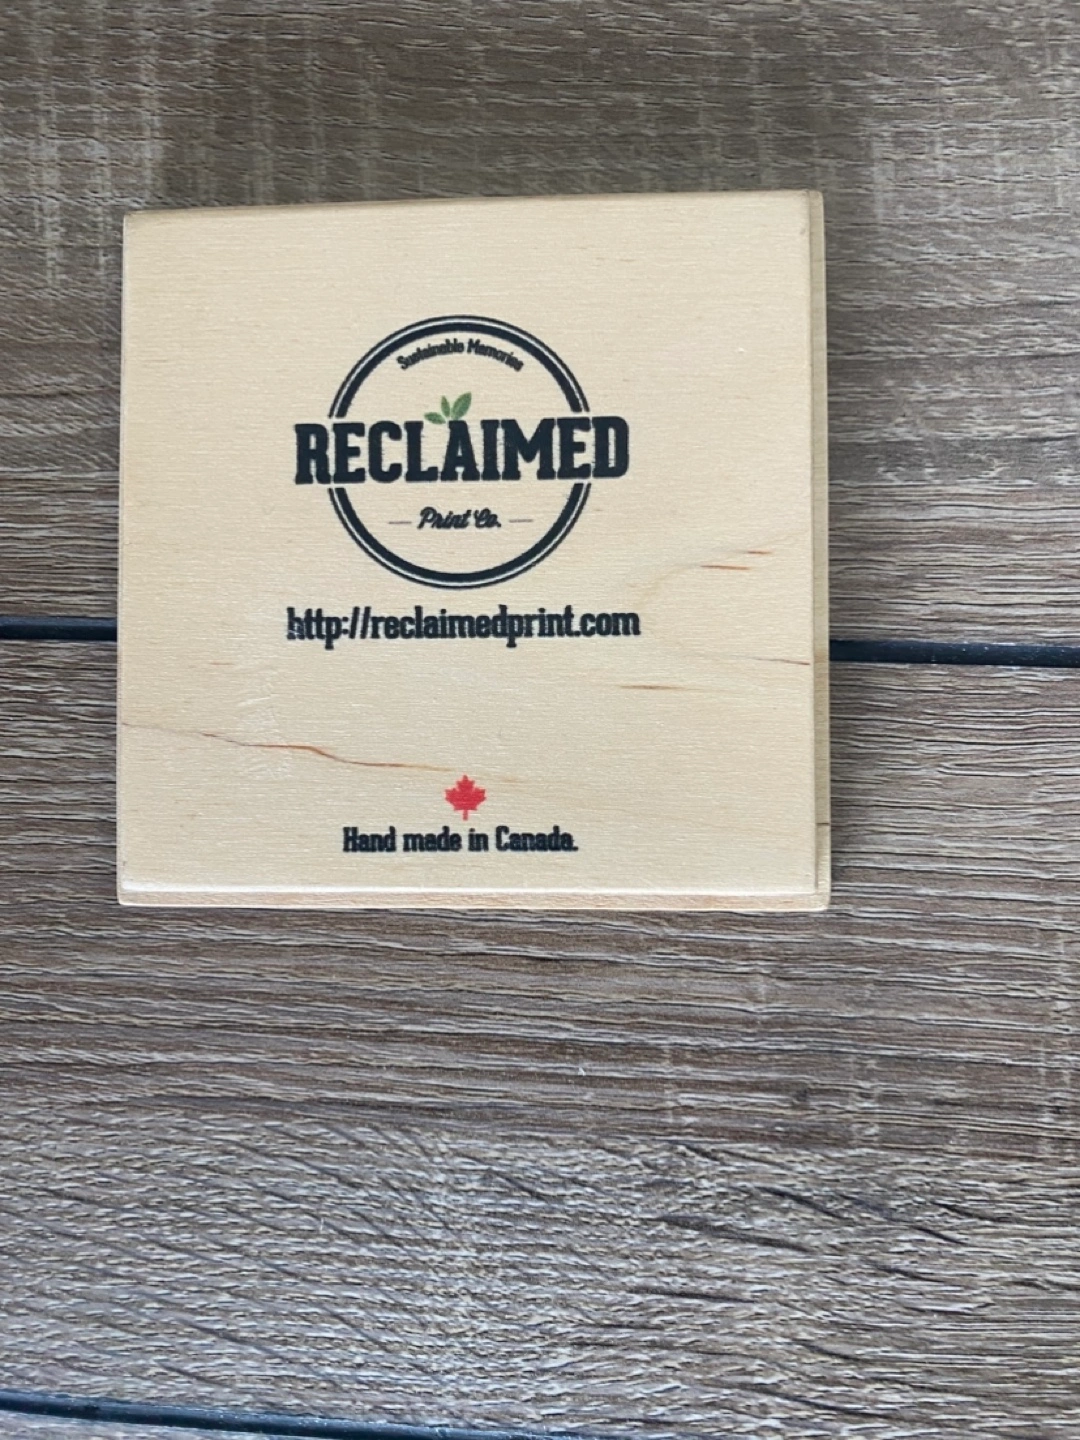 Sustainable Memories
RECLAIMED
Print Co.
http://reclaimedprint.com
Hand made in Canada.